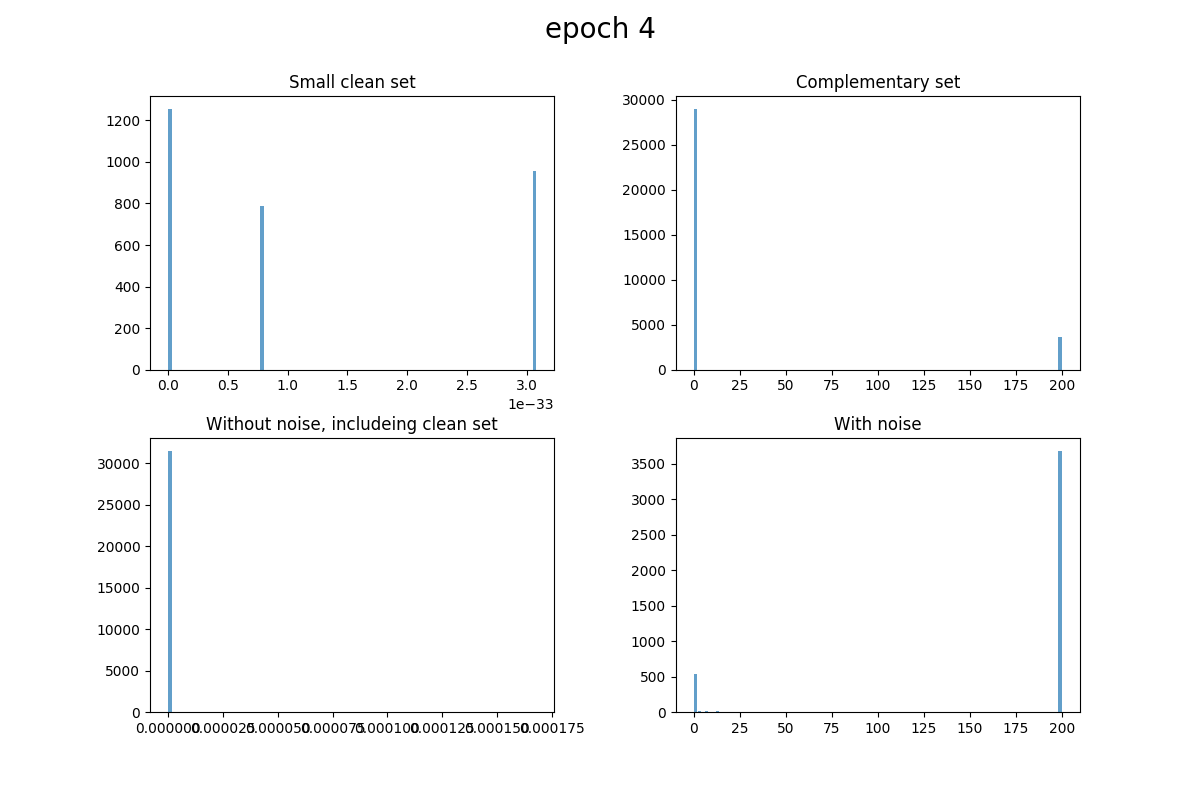 epoch 4
Small clean set
1200
1000
800
600
400
200
0
0.0 0.5 1.0 1.5 2.0 2.5 3.0
1e−33
Complementary set
30000
25000
20000
15000
10000
5000
0
0 25 50 75 100 125 150 175 200
Without noise, includeing clean set
30000
25000
20000
15000
10000
5000
0
0.000000 0.000025 0.000050 0.000075 0.000100 0.000125 0.000150 0.000175
With noise
3500
3000
2500
2000
1500
1000
500
0
0 25 50 75 100 125 150 175 200